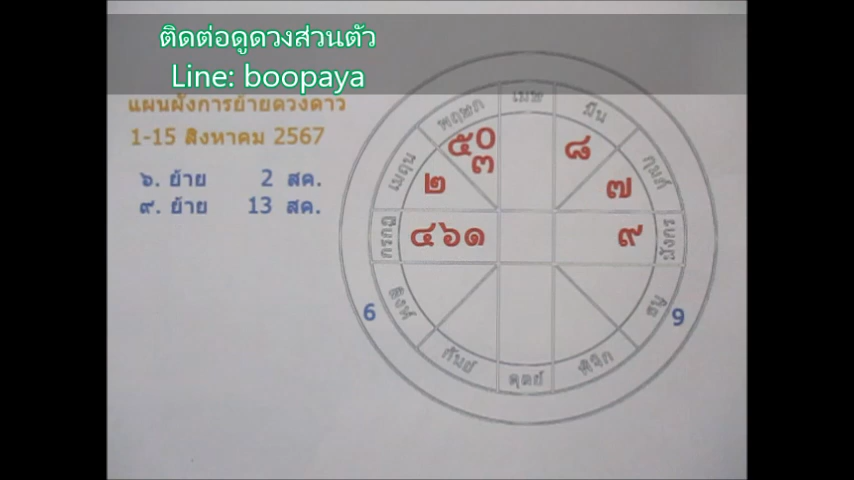 ติดต่อดูดวงส่วนตัว
Line: boopaya
แผนผังการย้ายดวงดาว
1-15 สิงหาคม 2567
๖. ย้าย 2 สค.
๙. ย้าย 13 สค.
เมษ
พฤษภ
มีน
เมถุน
กุมภ์
๕๐
๘
๓
๒
๗
กรกฎ
๔๖๑
๙
มังกร
สิงห์
ธนู
6
9
กันย์
พิจิก
ตุลย์